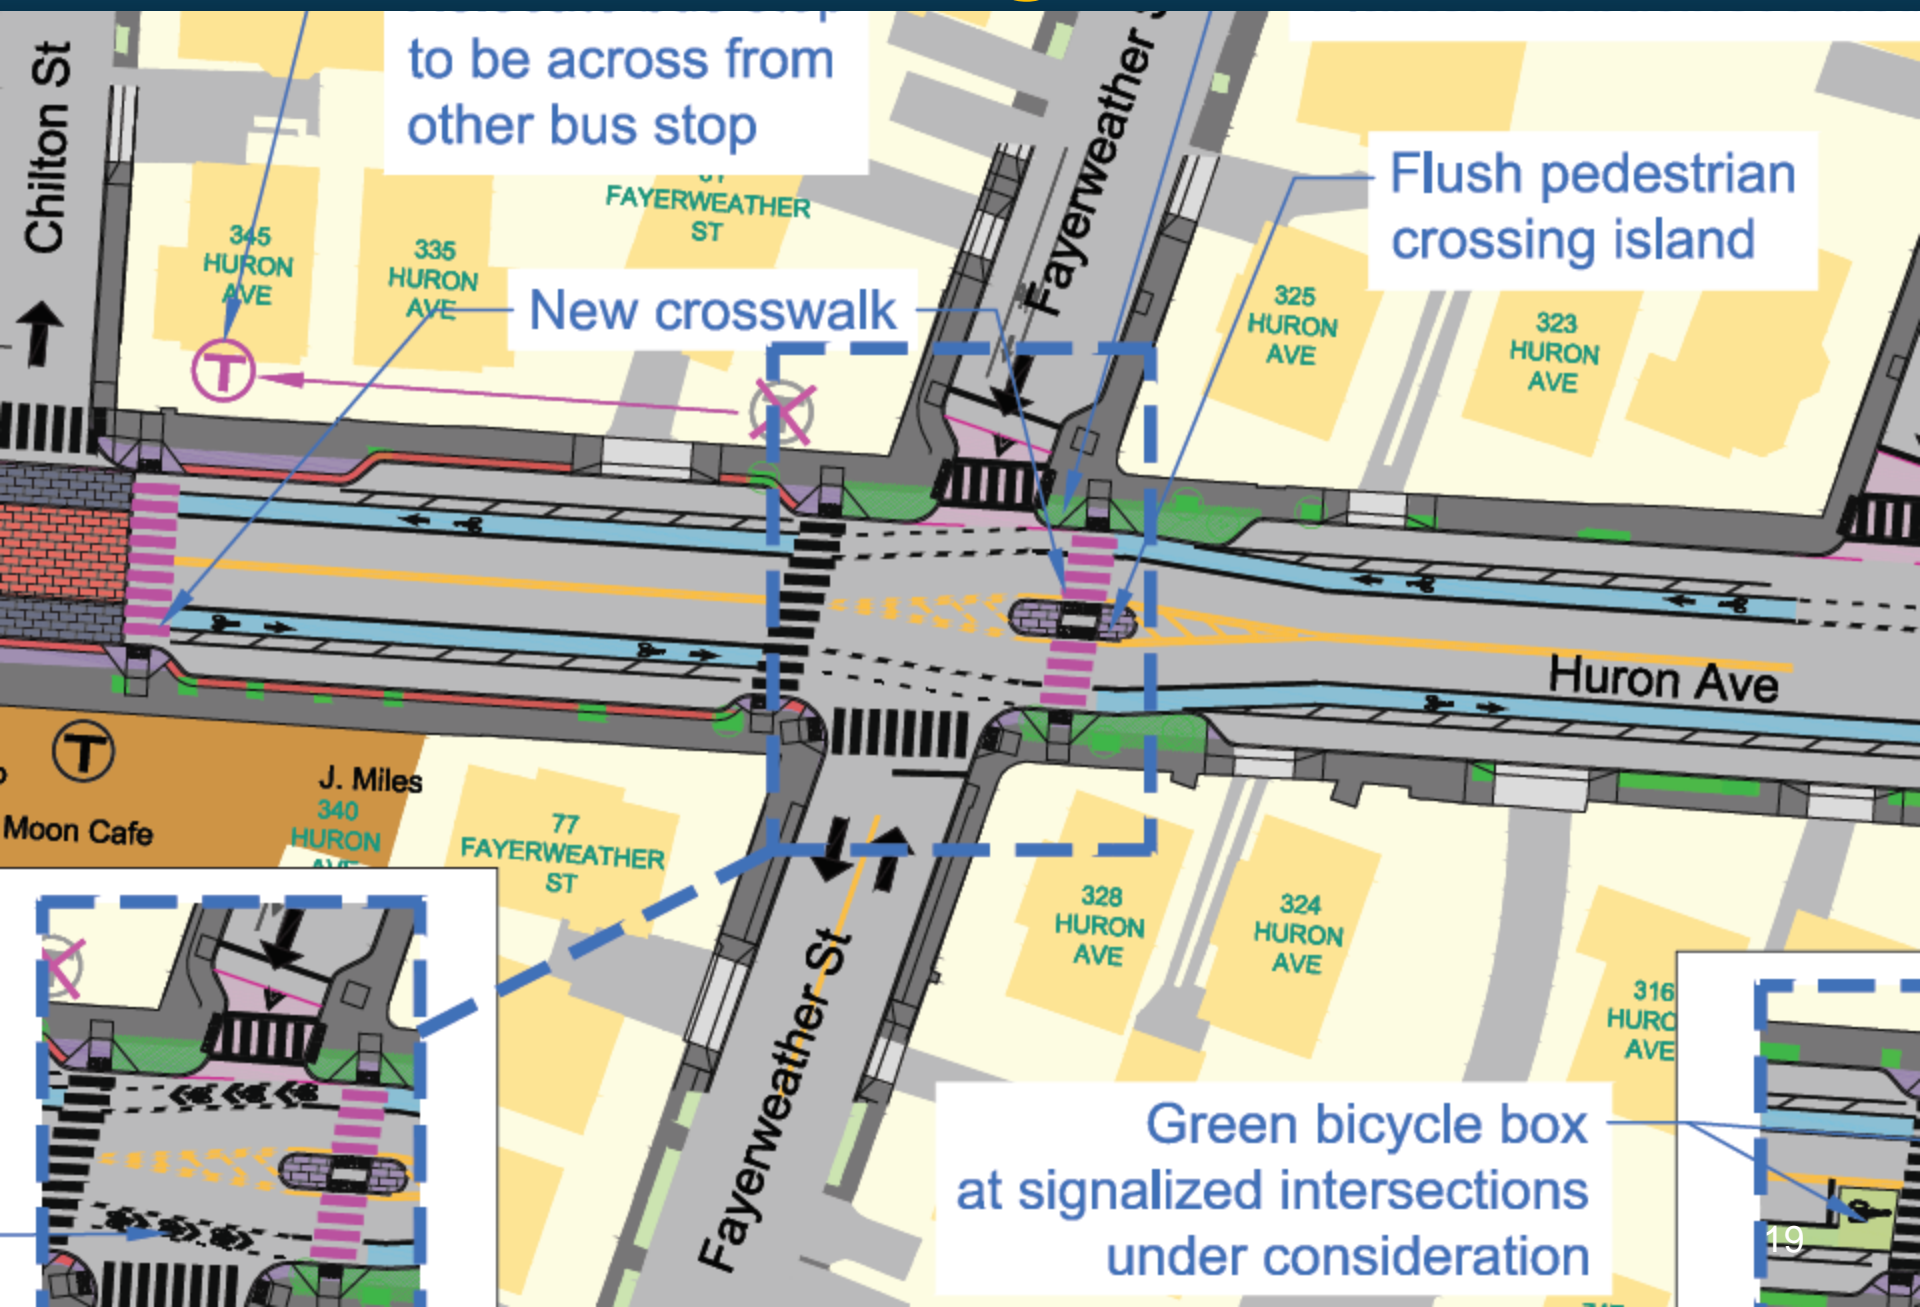 to be across from
other bus stop
Chilton St
Fayerweather
FAYERWEATHER
ST
Flush pedestrian
crossing island
345
HURON
AVE
335
HURON
AVE
New crosswalk
325
HURON
AVE
323
HURON
AVE
T
T
Huron Ave
T
J. Miles
340
HURON
AVE
Moon Cafe
77
FAYERWEATHER
ST
328
HURON
AVE
324
HURON
AVE
Fayerweather St
316
HURO
AVE
Green bicycle box
at signalized intersections
under consideration
19